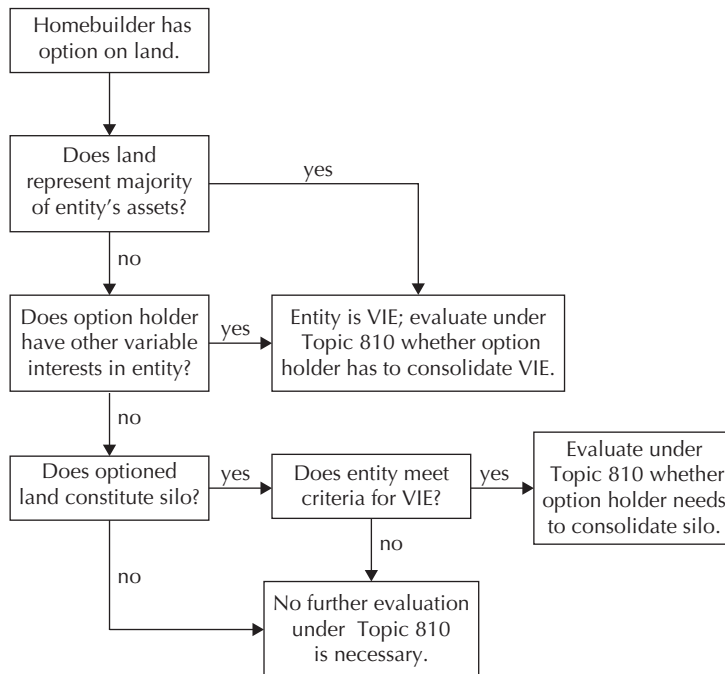 Homebuilder has
option on land.
Does land
represent majority
of entity's assets?
yes
no
Does option holder
have other variable
interests in entity?
yes
Entity is VIE; evaluate under
Topic 810 whether option
holder has to consolidate VIE.
no
Does optioned
land constitute silo?
yes
Does entity meet
criteria for VIE?
yes
Evaluate under
Topic 810 whether
option holder needs
to consolidate silo.
no
no
No further evaluation
under Topic 810
is necessary.